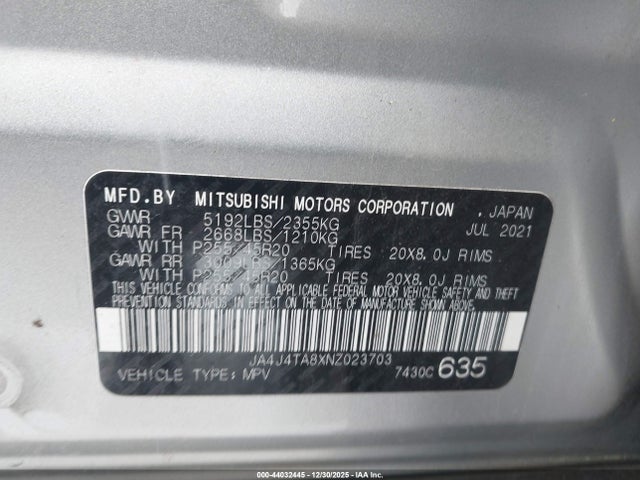 MFD.BY MITSUBISHI MOTORS CORPORATION . JAPAN
GVWR 5192LBS/2355KG JUL 2021
GAWR FR 2668LBS/1210KG
WITH P255/45R20 TIRES 20X8.0J RIMS
GAWR RR 3009LBS/1365KG
WITH P255/45R20 TIRES 20X8.0J RIMS
THIS VEHICLE CONFORMS TO ALL APPLICABLE FEDERAL MOTOR VEHICLE SAFETY AND THEFT
PREVENTION STANDARDS IN EFFECT ON THE DATE OF MANUFACTURE SHOWN ABOVE.
JA4J4TA8XNZ023703
VEHICLE TYPE: MPV 7430C 635
000-44032445 - 12/30/2025 - IAA Inc.